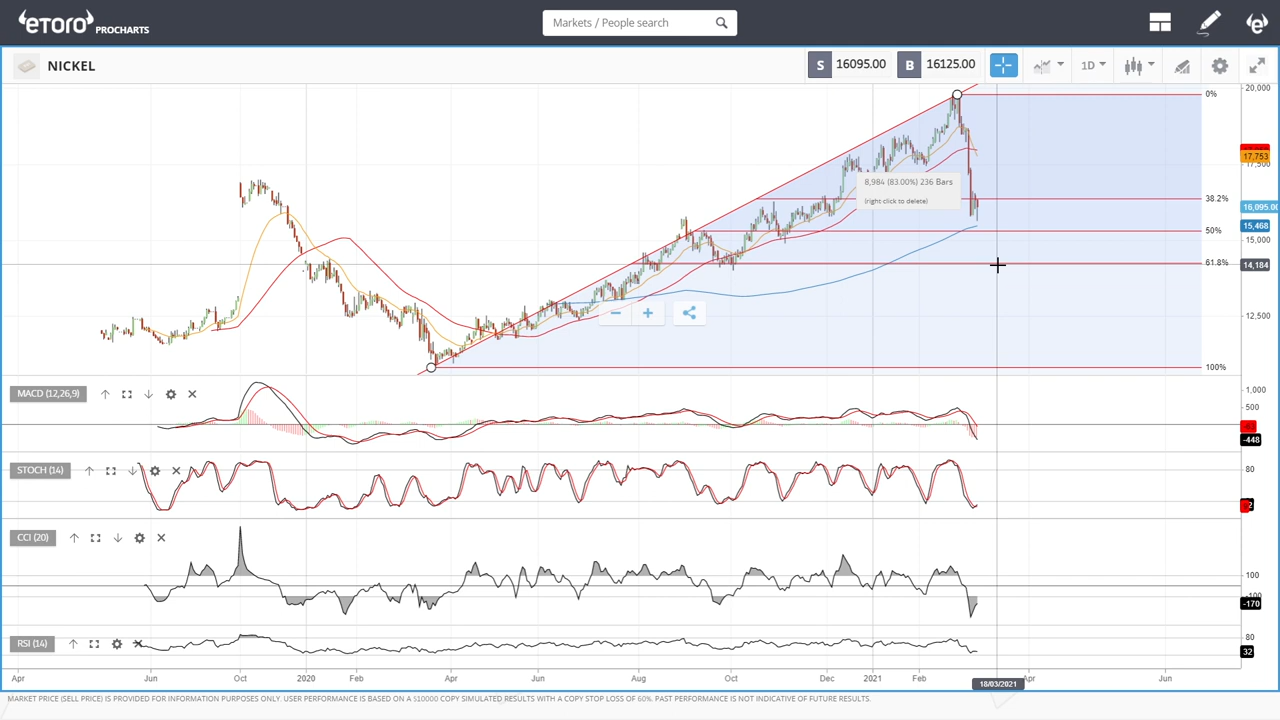 etoro PROCHARTS
Markets / People search
NICKEL
S 16095.00 B 16125.00
1D
20,000
0%
17,753
8,984 (83.00%) 236 Bars
(right-click to delete)
38.2%
16,095.00
15,468
50%
15,000
61.8%
14,184
12,500
100%
MACD (12,26,9)
1,000
500
-448
STOCH (14)
80
CCI (20)
100
-170
RSI (14)
80
32
Apr Jun Oct 2020 Feb Apr Jun Aug Oct Dec 2021 Feb Apr Jun
18/03/2021
MARKET PRICE (SELL PRICE) IS PROVIDED FOR INFORMATION PURPOSES ONLY. USER PERFORMANCE IS BASED ON A $10000 COPY SIMULATED RESULTS WITH A COPY STOP LOSS OF 60%. PAST PERFORMANCE IS NOT INDICATIVE OF FUTURE RESULTS.